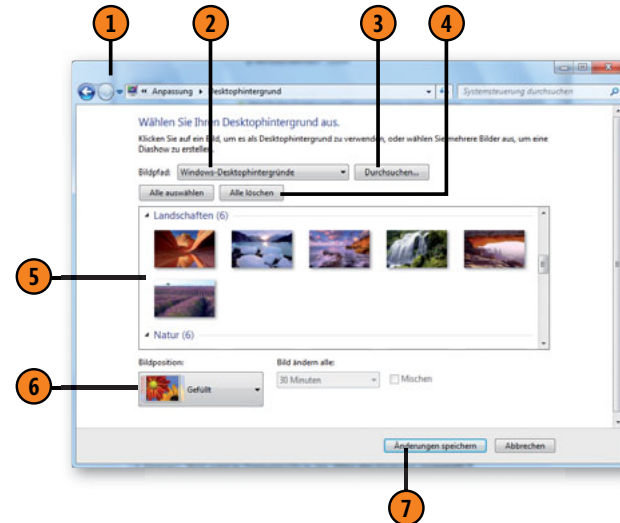 1
2
3
4
« Anpassung ▸ Desktophintergrund
Systemsteuerung durchsuchen
Wählen Sie Ihren Desktophintergrund aus.
Klicken Sie auf ein Bild, um es als Desktophintergrund zu verwenden, oder wählen Sie mehrere Bilder aus, um eine
Diashow zu erstellen.
Bildpfad: Windows-Desktophintergründe Durchsuchen...
Alle auswählen Alle löschen
Landschaften (6)
5
Natur (6)
Bildposition: Bild ändern alle:
6
Gefüllt 30 Minuten Mischen
Änderungen speichern Abbrechen
7